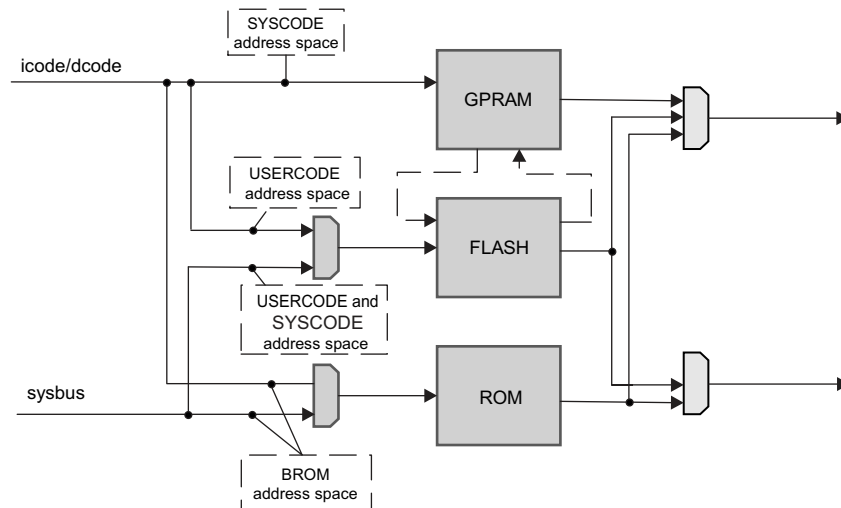 SYSCODE
address space
icode/dcode
GPRAM
USERCODE
address space
FLASH
USERCODE and
SYSCODE
address space
sysbus
ROM
BROM
address space